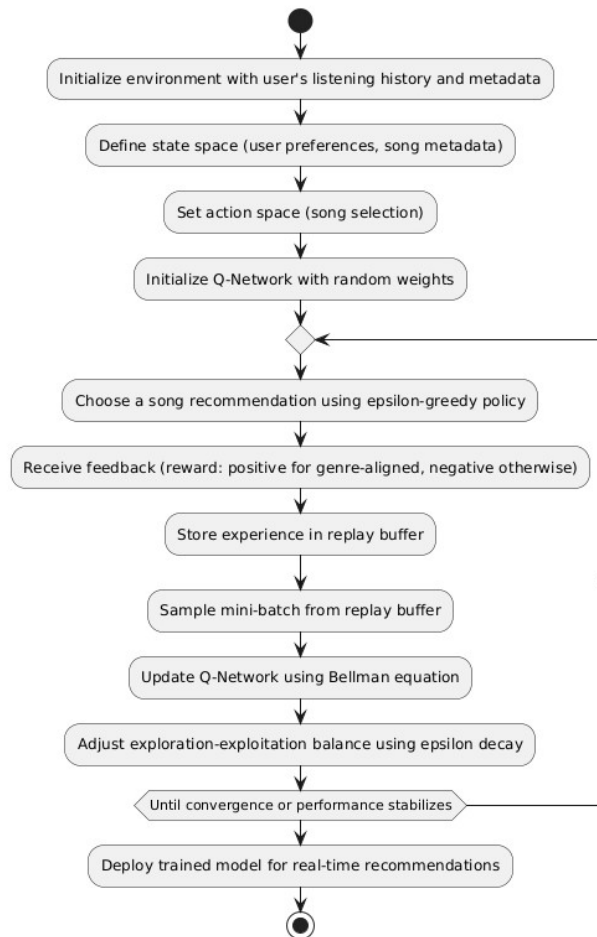 Initialize environment with user's listening history and metadata
Define state space (user preferences, song metadata)
Set action space (song selection)
Initialize Q-Network with random weights
Choose a song recommendation using epsilon-greedy policy
Receive feedback (reward: positive for genre-aligned, negative otherwise)
Store experience in replay buffer
Sample mini-batch from replay buffer
Update Q-Network using Bellman equation
Adjust exploration-exploitation balance using epsilon decay
Until convergence or performance stabilizes
Deploy trained model for real-time recommendations